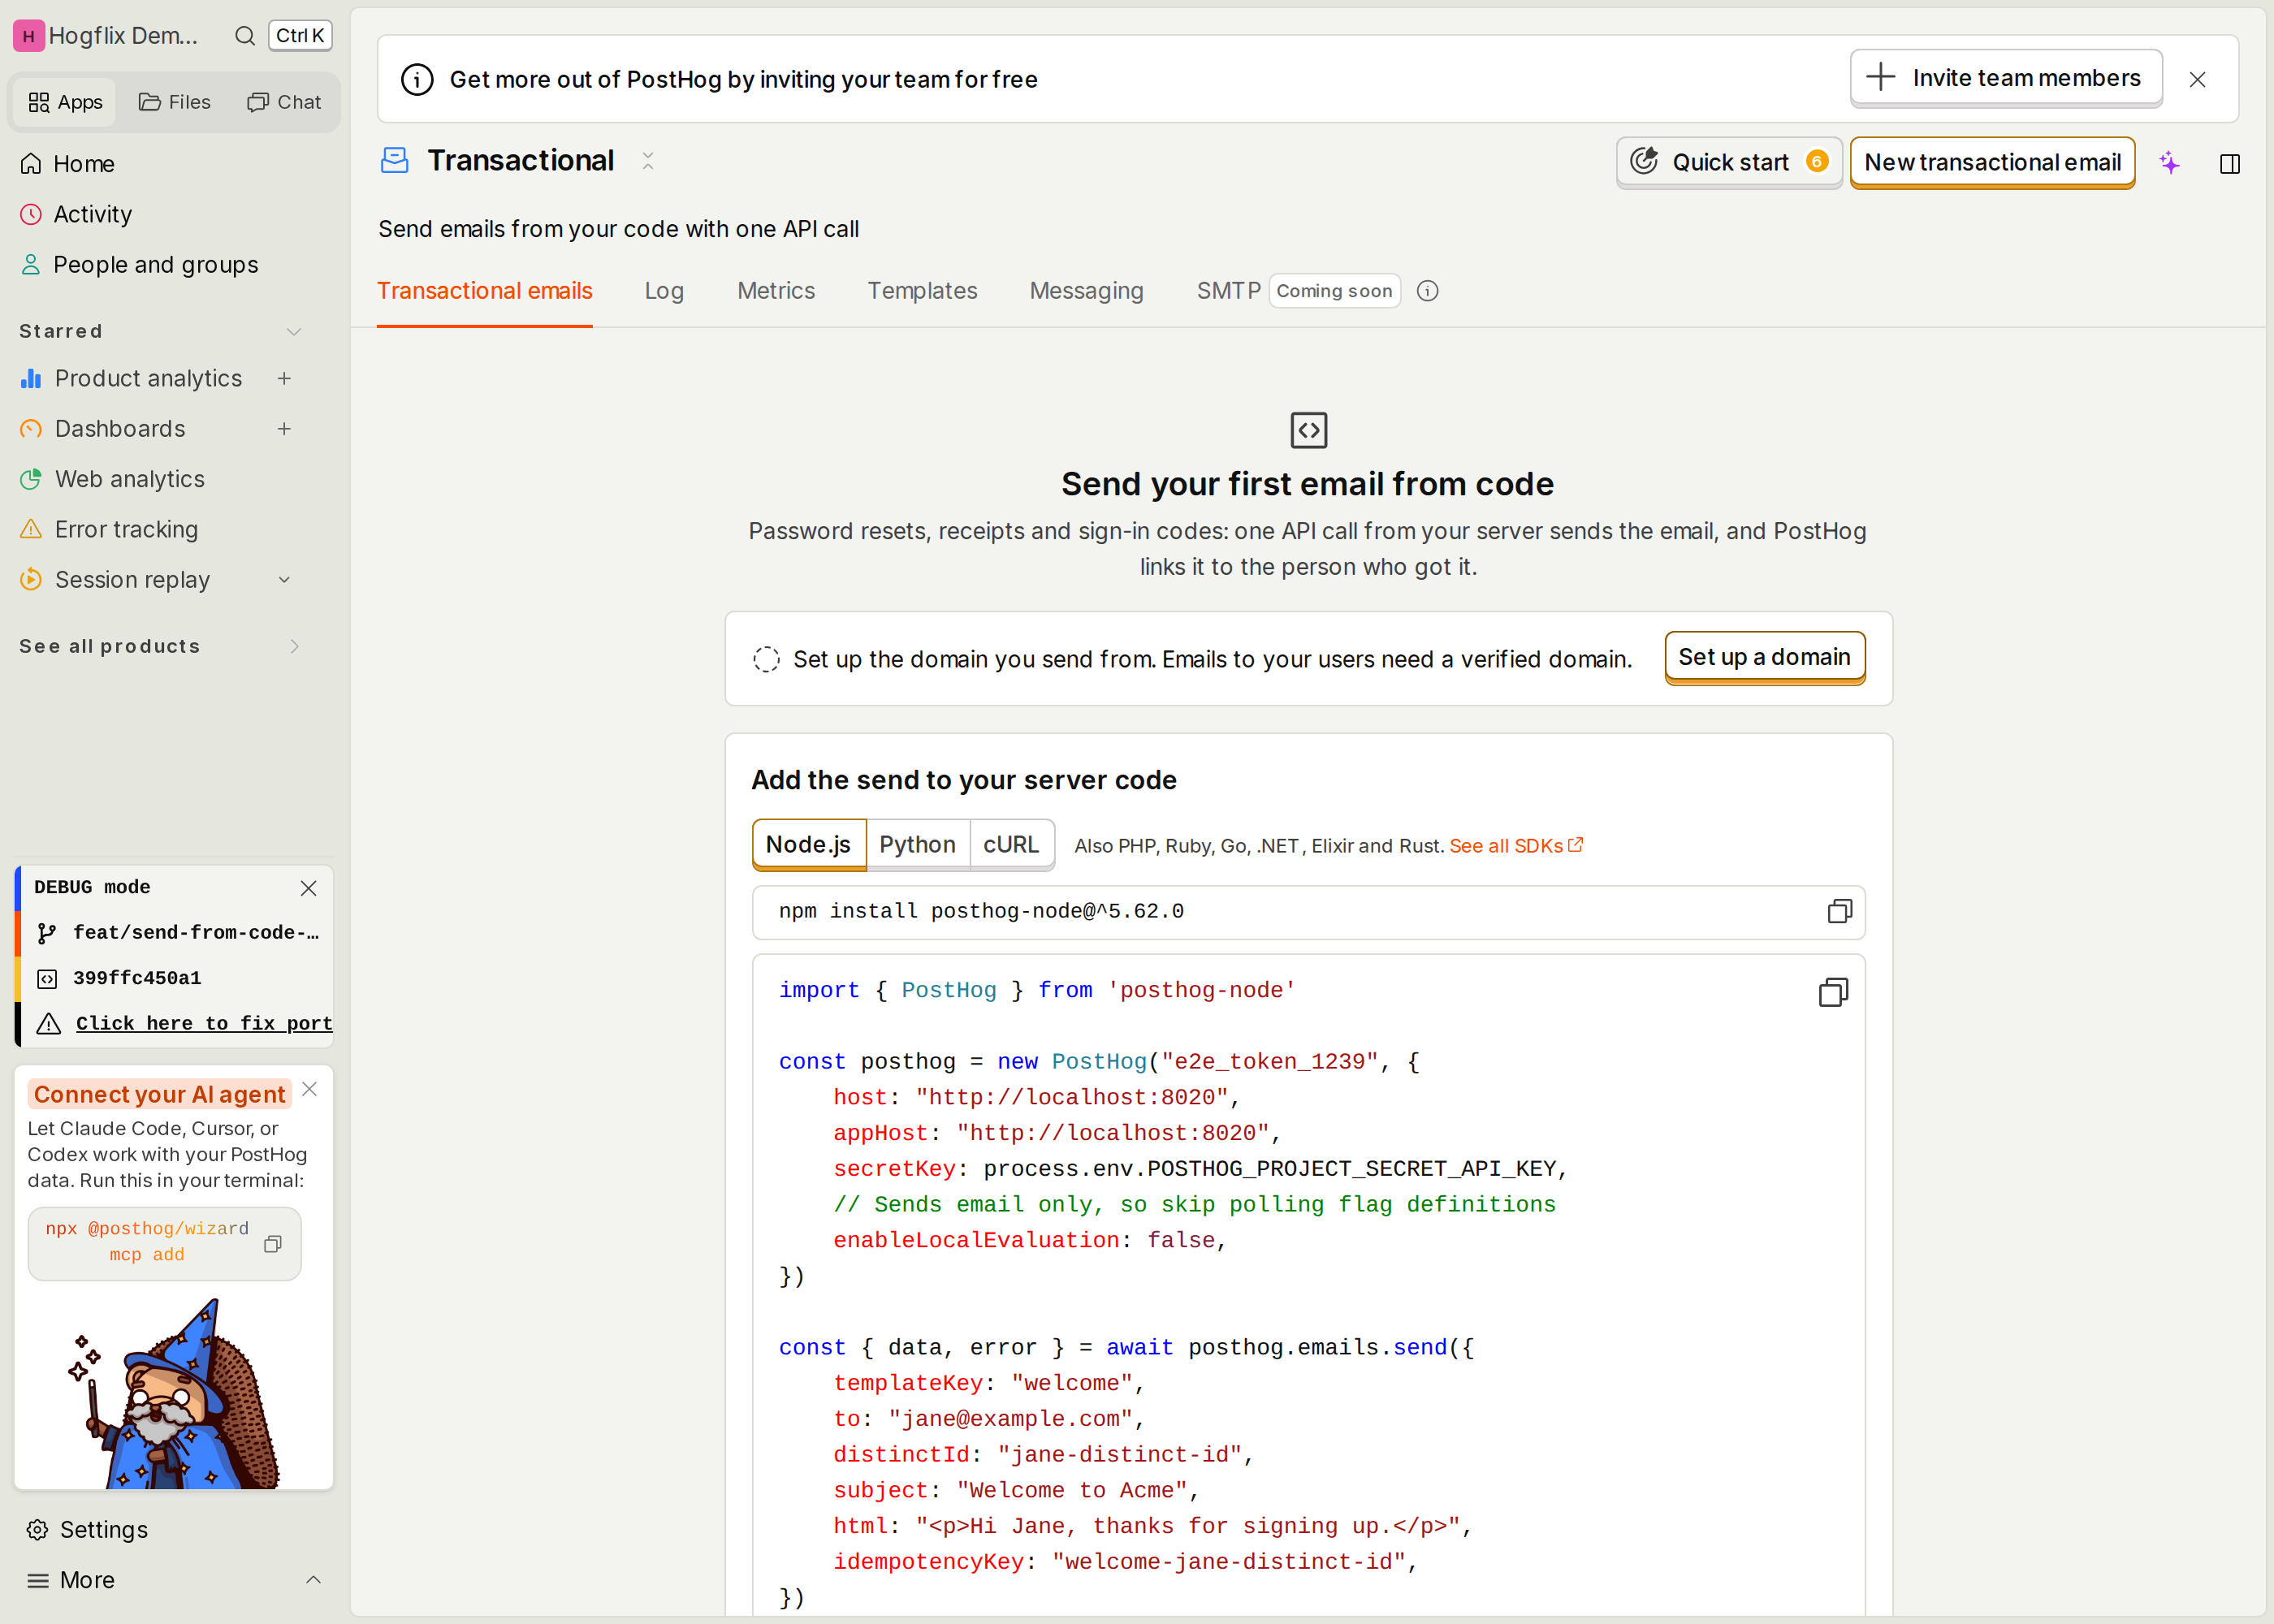 H Hogflix Dem... Ctrl K
Apps Files Chat
Home
Activity
People and groups
Starred
Product analytics
Dashboards
Web analytics
Error tracking
Session replay
See all products
DEBUG mode
feat/send-from-code-…
399ffc450a1
Click here to fix port
Connect your AI agent
Let Claude Code, Cursor, or
Codex work with your PostHog
data. Run this in your terminal:
npx @posthog/wizard
mcp add
Settings
More
Get more out of PostHog by inviting your team for free
Invite team members
Transactional
Quick start 6
New transactional email
Send emails from your code with one API call
Transactional emails Log Metrics Templates Messaging SMTP Coming soon
Send your first email from code
Password resets, receipts and sign-in codes: one API call from your server sends the email, and PostHog
links it to the person who got it.
Set up the domain you send from. Emails to your users need a verified domain.
Set up a domain
Add the send to your server code
Node.js Python cURL Also PHP, Ruby, Go, .NET, Elixir and Rust. See all SDKs
npm install posthog-node@^5.62.0
import { PostHog } from 'posthog-node'
const posthog = new PostHog("e2e_token_1239", {
host: "http://localhost:8020",
appHost: "http://localhost:8020",
secretKey: process.env.POSTHOG_PROJECT_SECRET_API_KEY,
// Sends email only, so skip polling flag definitions
enableLocalEvaluation: false,
})
const { data, error } = await posthog.emails.send({
templateKey: "welcome",
to: "jane@example.com",
distinctId: "jane-distinct-id",
subject: "Welcome to Acme",
html: "<p>Hi Jane, thanks for signing up.</p>",
idempotencyKey: "welcome-jane-distinct-id",
})